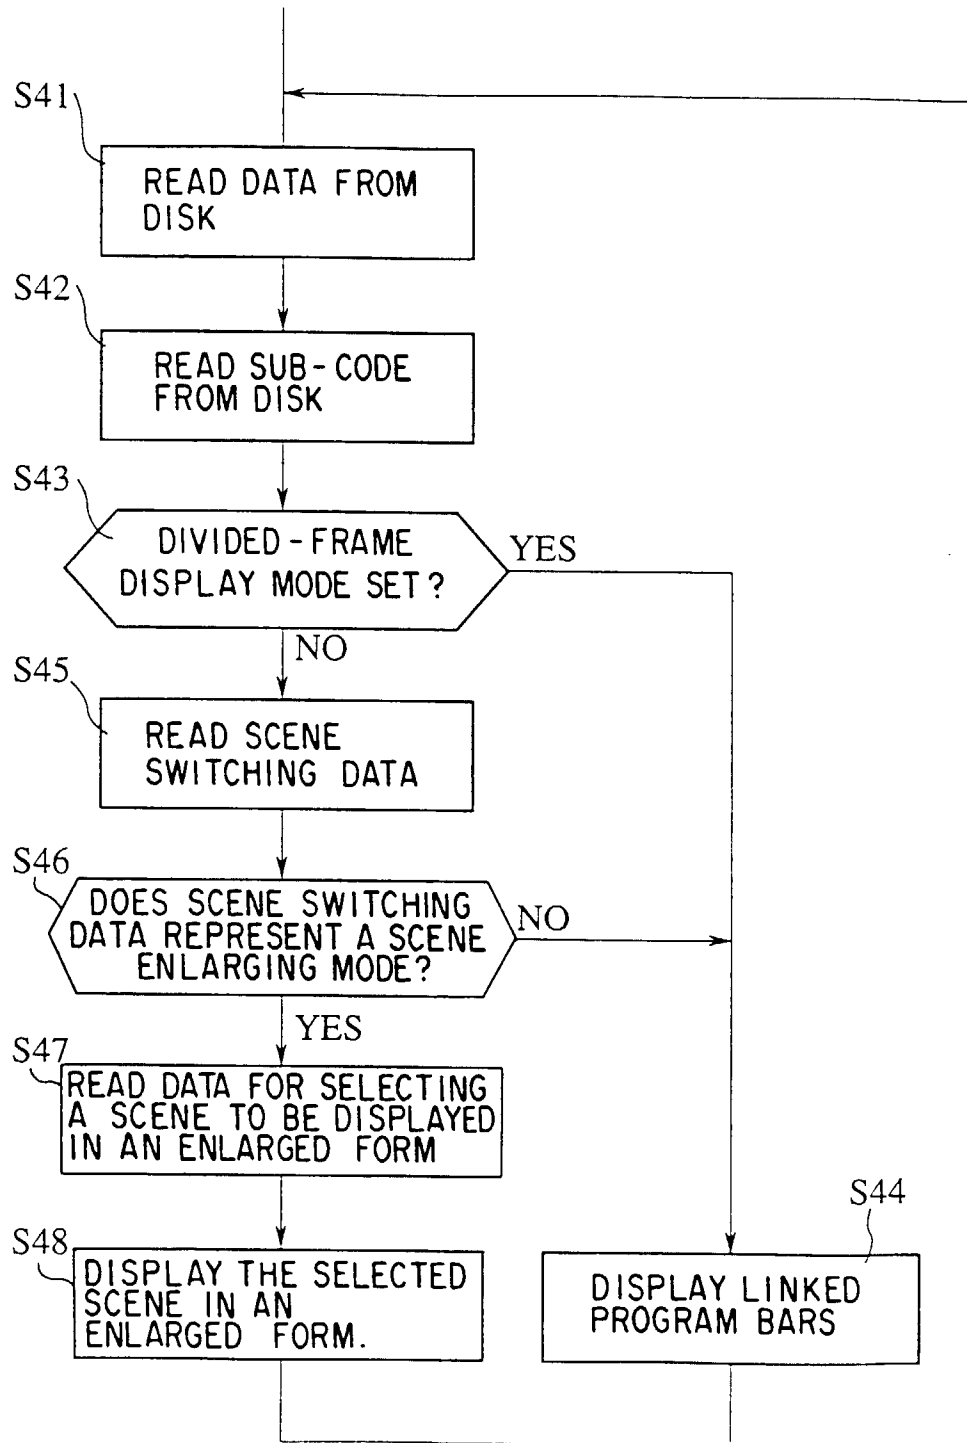 S41
READ DATA FROM
DISK
S42
READ SUB-CODE
FROM DISK
S43
DIVIDED-FRAME
DISPLAY MODE SET?
YES
NO
S45
READ SCENE
SWITCHING DATA
S46
DOES SCENE SWITCHING
DATA REPRESENT A SCENE
ENLARGING MODE?
NO
YES
S47
READ DATA FOR SELECTING
A SCENE TO BE DISPLAYED
IN AN ENLARGED FORM
S48
DISPLAY THE SELECTED
SCENE IN AN
ENLARGED FORM.
S44
DISPLAY LINKED
PROGRAM BARS